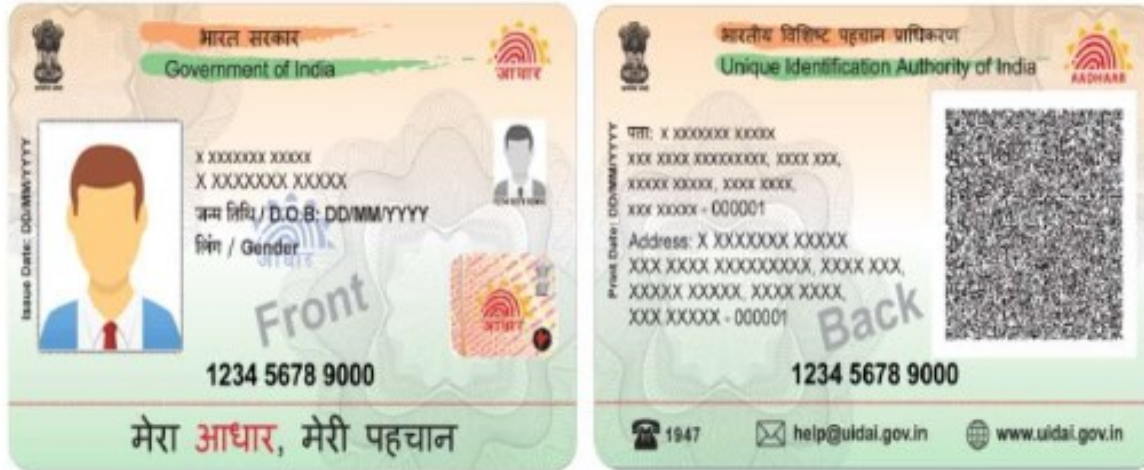 भारत सरकार
Government of India
आधार
Issue Date: DD/MM/YYYY
X XXXXXXX XXXXX
X XXXXXXXX XXXXX
जन्म तिथि / D.O.B: DD/MM/YYYY
लिंग / Gender
आधार
Front
आधार
1234 5678 9000
मेरा आधार, मेरी पहचान
भारतीय विशिष्ट पहचान प्राधिकरण
Unique Identification Authority of India
AADHAAR
Print Date: DD/MM/YYYY
पता: X XXXXXXX XXXXX
XXX XXXX XXXXXXXXX, XXXX XXX,
XXXXX XXXXX, XXXX XXXX,
XXX XXXXX - 000001
Address: X XXXXXXX XXXXX
XXX XXXX XXXXXXXXX, XXXX XXX,
XXXXX XXXXX, XXXX XXXX,
XXX XXXXX - 000001
Back
1234 5678 9000
1947
help@uidai.gov.in
www.uidai.gov.in